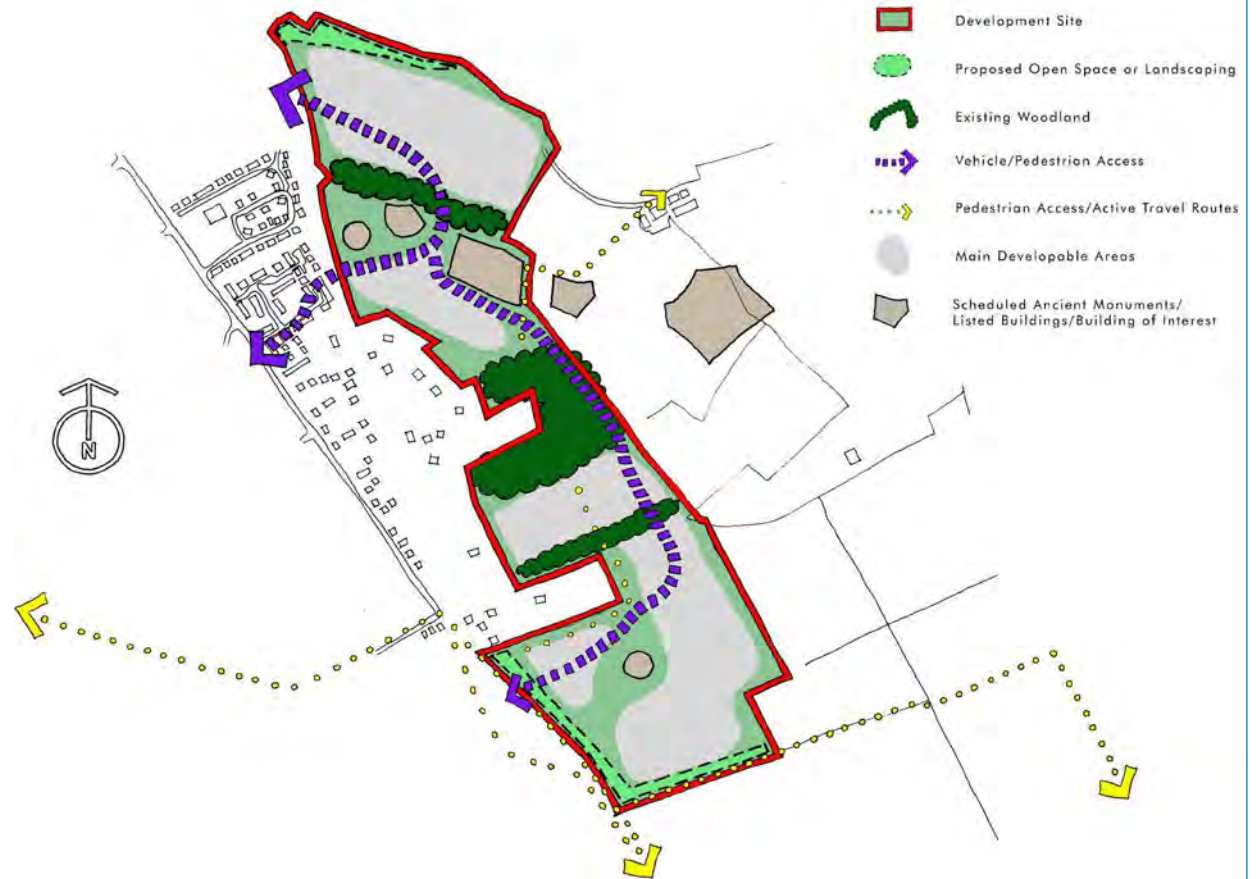 Development Site
Proposed Open Space or Landscaping
Existing Woodland
Vehicle/Pedestrian Access
Pedestrian Access/Active Travel Routes
Main Developable Areas
Scheduled Ancient Monuments/
Listed Buildings/Building of Interest
N